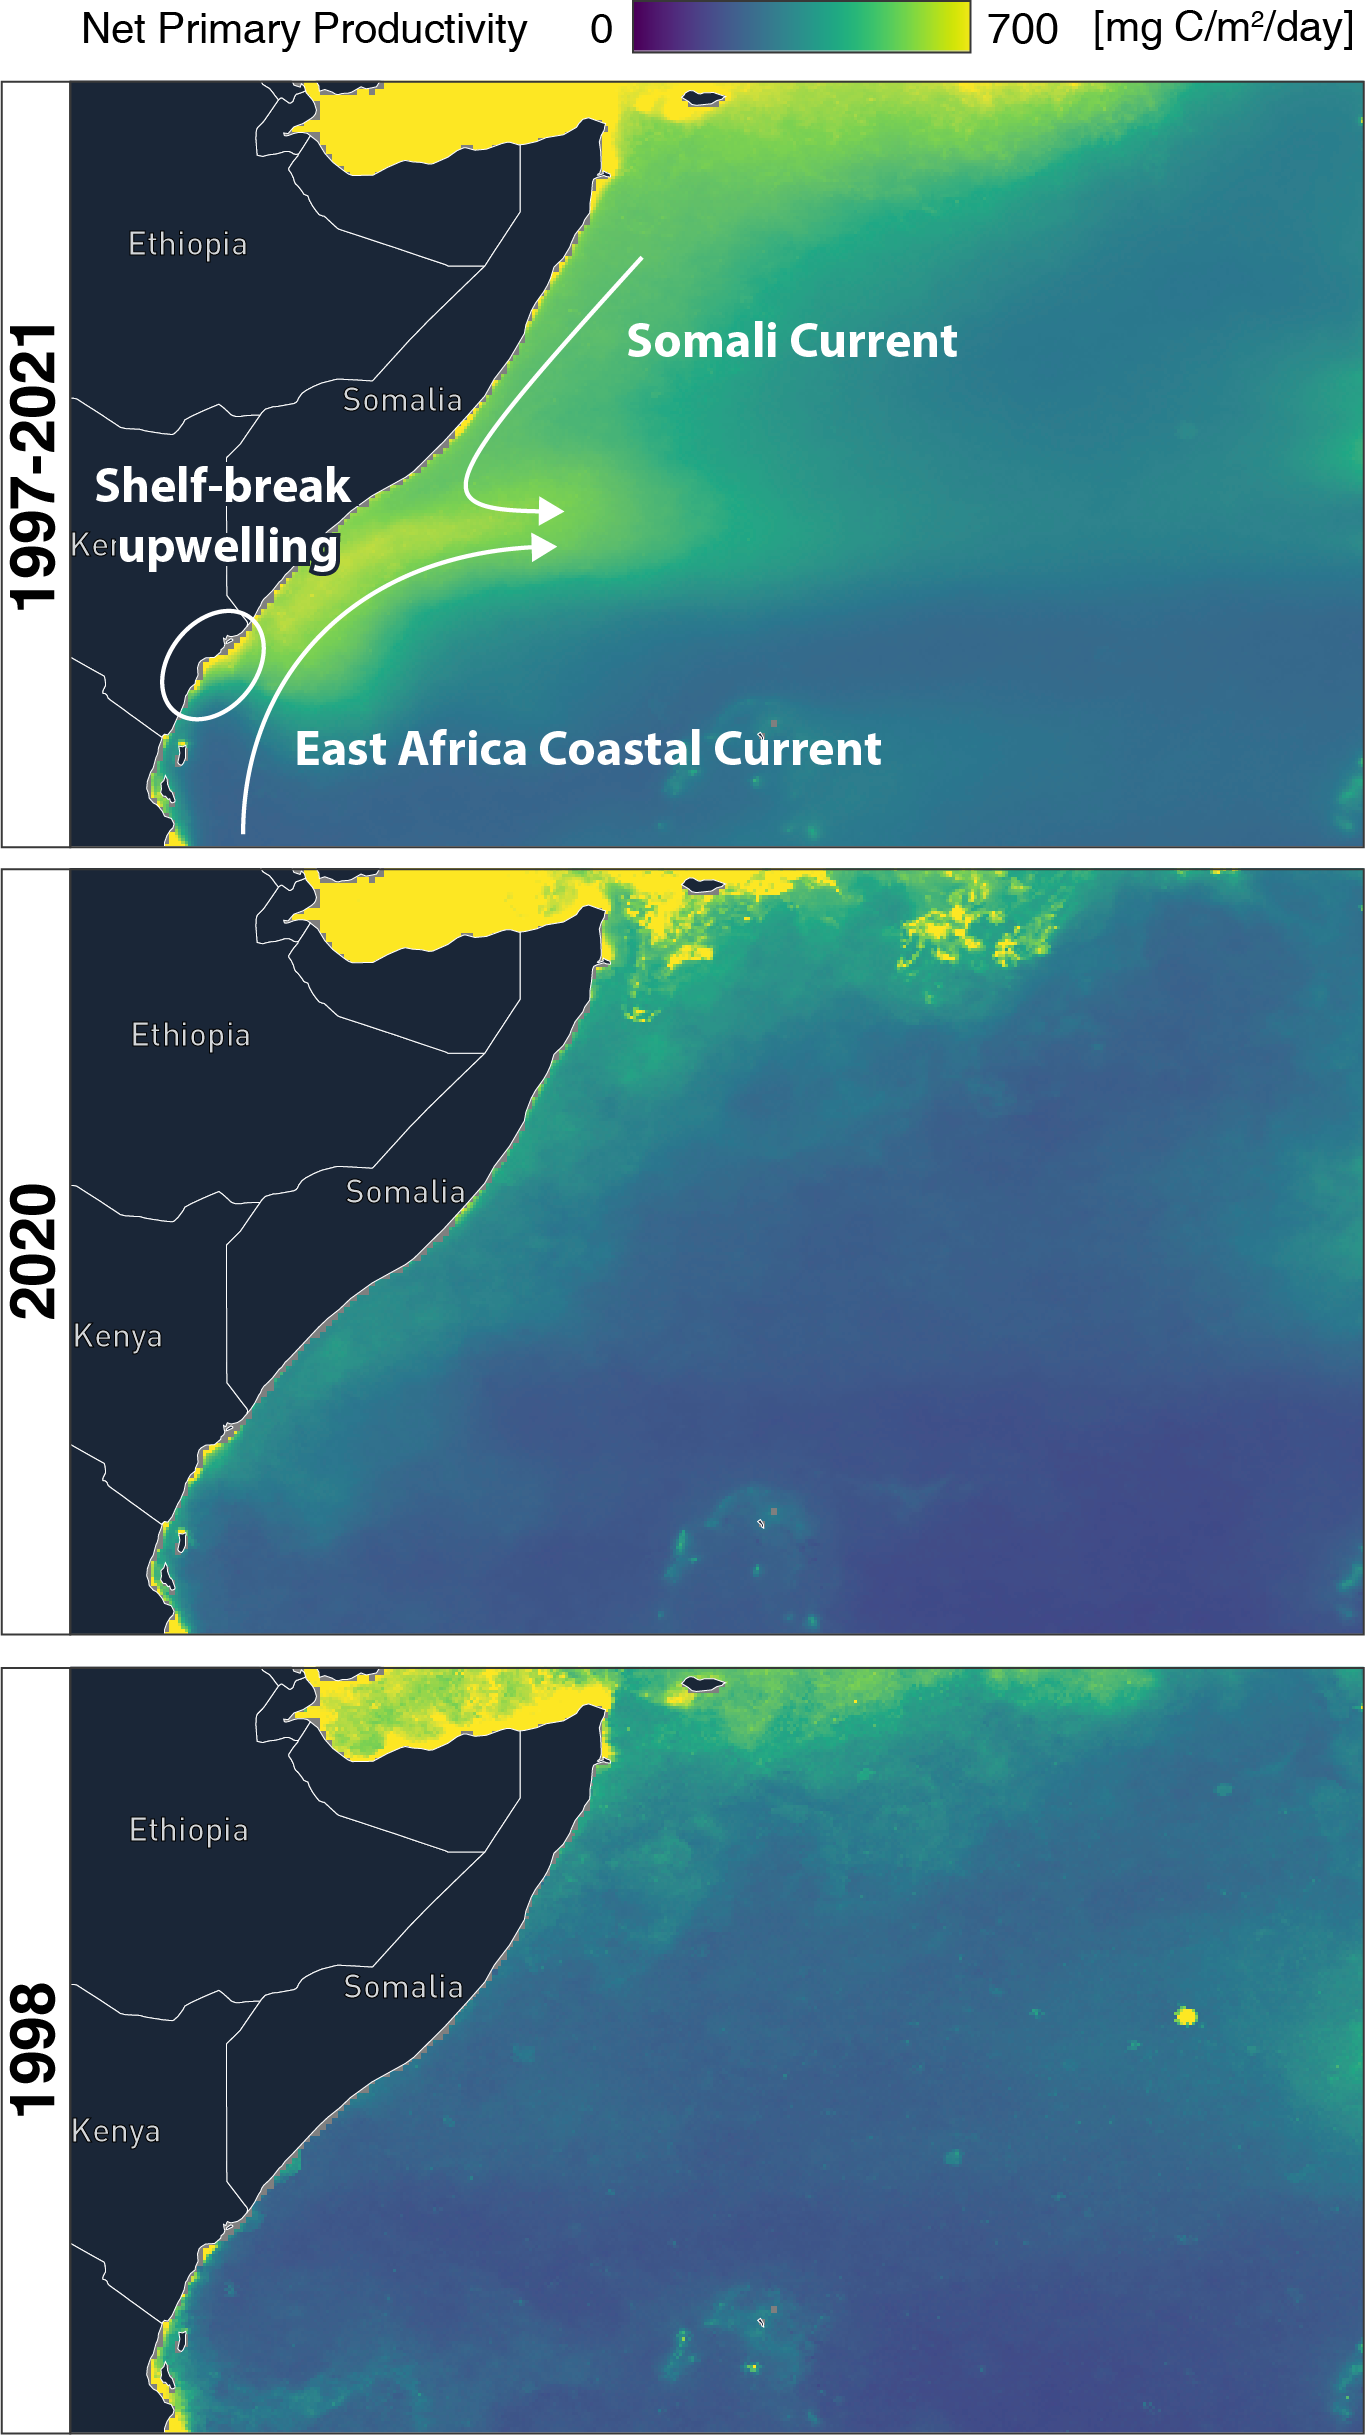 Net Primary Productivity 0 700 [mg C/m²/day]
1997-2021
Ethiopia
Somali Current
Somalia
Shelf-break
Ken
upwelling
East Africa Coastal Current
2020
Ethiopia
Somalia
Kenya
1998
Ethiopia
Somalia
Kenya